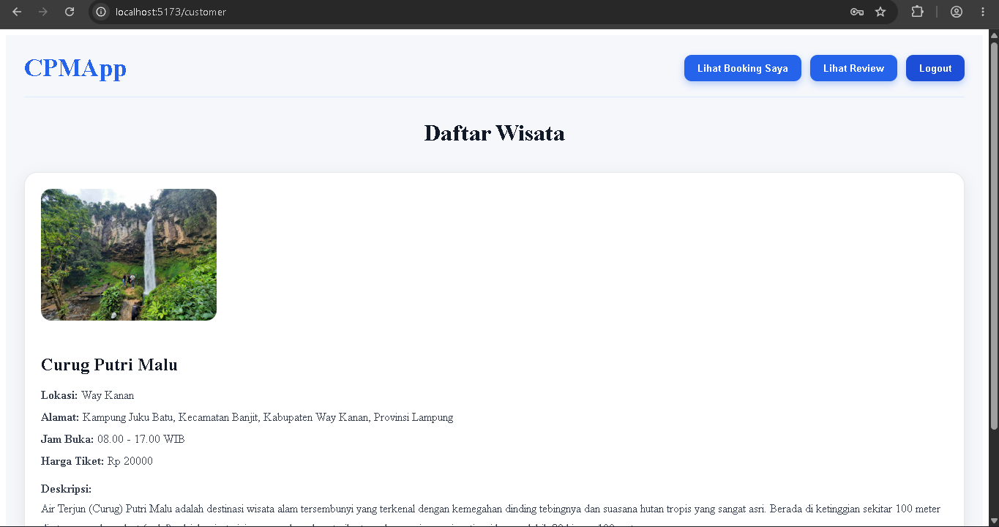 localhost:5173/customer
CPMApp
Lihat Booking Saya
Lihat Review
Logout
Daftar Wisata
Curug Putri Malu
Lokasi: Way Kanan
Alamat: Kampung Juku Batu, Kecamatan Banjit, Kabupaten Way Kanan, Provinsi Lampung
Jam Buka: 08.00 - 17.00 WIB
Harga Tiket: Rp 20000
Deskripsi:
Air Terjun (Curug) Putri Malu adalah destinasi wisata alam tersembunyi yang terkenal dengan kemegahan dinding tebingnya dan suasana hutan tropis yang sangat asri. Berada di ketinggian sekitar 100 meter